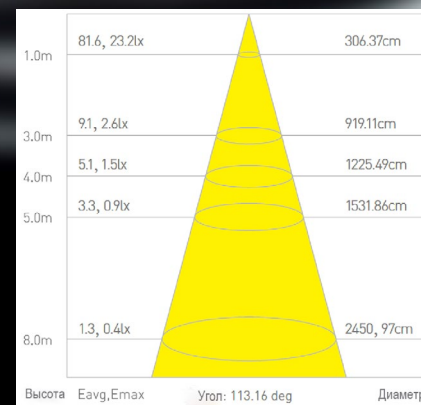 81.6, 23.2lx 306.37cm
1.0m
9.1, 2.6lx 919.11cm
3.0m
5.1, 1.5lx 1225.49cm
4.0m
3.3, 0.9lx 1531.86cm
5.0m
1.3, 0.4lx 2450, 97cm
8.0m
Высота Eavg,Emax Угол: 113.16 deg Диаметр